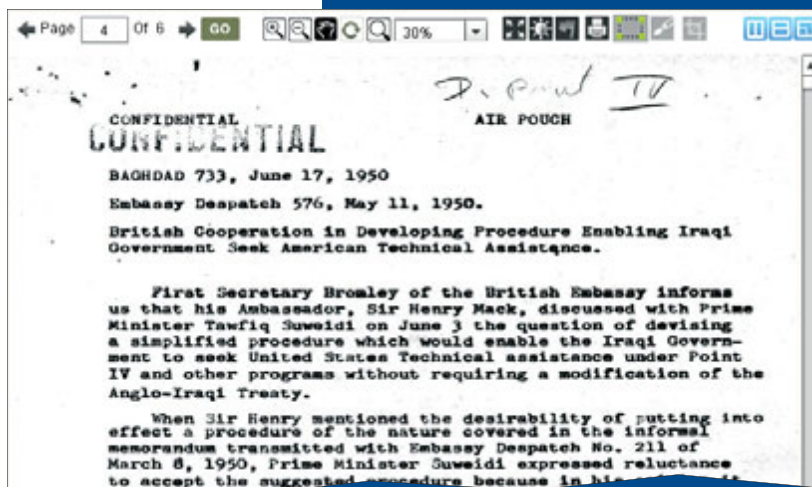 Page 4 Of 6 GO 30%
IV
CONFIDENTIAL AIR POUCH
CONFIDENTIAL
BAGHDAD 733, June 17, 1950
Embassy Despatch 576, May 11, 1950.
British Cooperation in Developing Procedure Enabling Iraqi
Government Seek American Technical Assistance.
First Secretary Bromley of the British Embassy informs
us that his Ambassador, Sir Henry Mack, discussed with Prime
Minister Tawfiq Suweidi on June 3 the question of devising
a simplified procedure which would enable the Iraqi Govern-
ment to seek United States Technical assistance under Point
IV and other programs without requiring a modification of the
Anglo-Iraqi Treaty.
When Sir Henry mentioned the desirability of putting into
effect a procedure of the nature covered in the informal
memorandum transmitted with Embassy Despatch No. 211 of
March 8, 1950, Prime Minister Suweidi expressed reluctance
to accept the suggested procedure because in his it